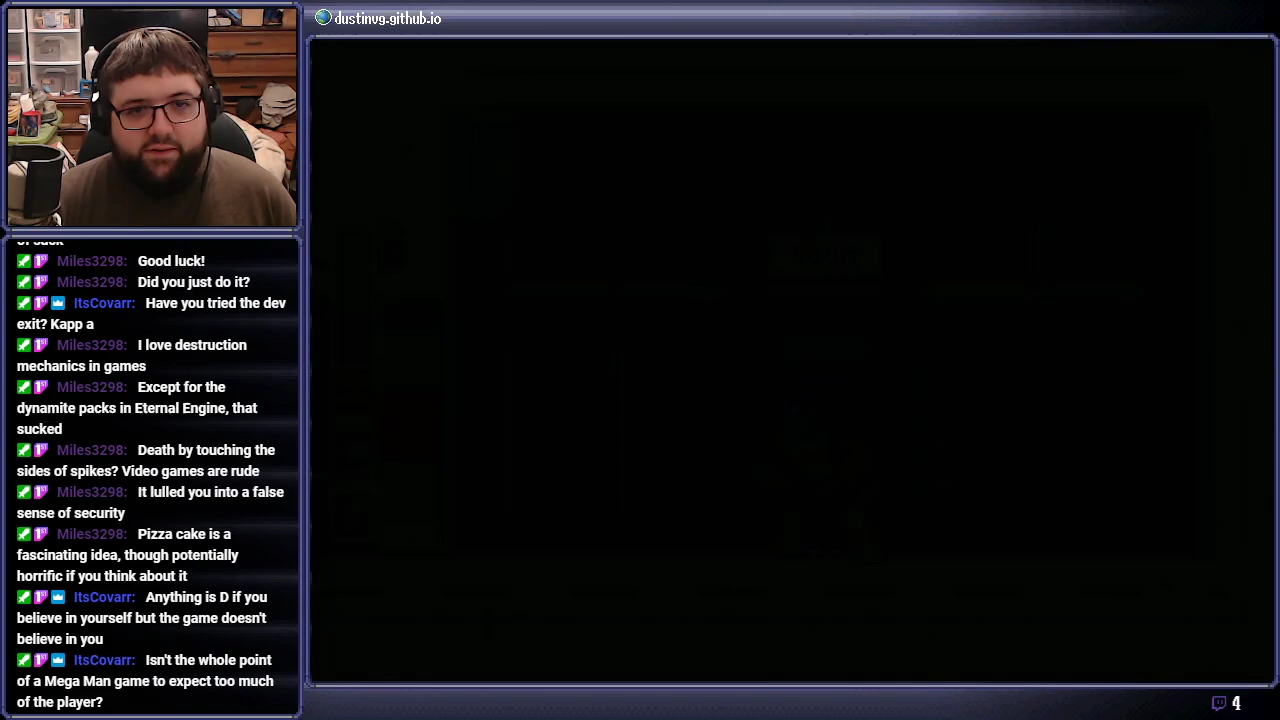 dustinvg.github.io
Miles3298: Good luck!
Miles3298: Did you just do it?
ItsCovarr: Have you tried the dev
exit? Kapp a
Miles3298: I love destruction
mechanics in games
Miles3298: Except for the
dynamite packs in Eternal Engine, that
sucked
Miles3298: Death by touching the
sides of spikes? Video games are rude
Miles3298: It lulled you into a false
sense of security
Miles3298: Pizza cake is a
fascinating idea, though potentially
horrific if you think about it
ItsCovarr: Anything is D if you
believe in yourself but the game doesn't
believe in you
ItsCovarr: Isn't the whole point
of a Mega Man game to expect too much
of the player?
4